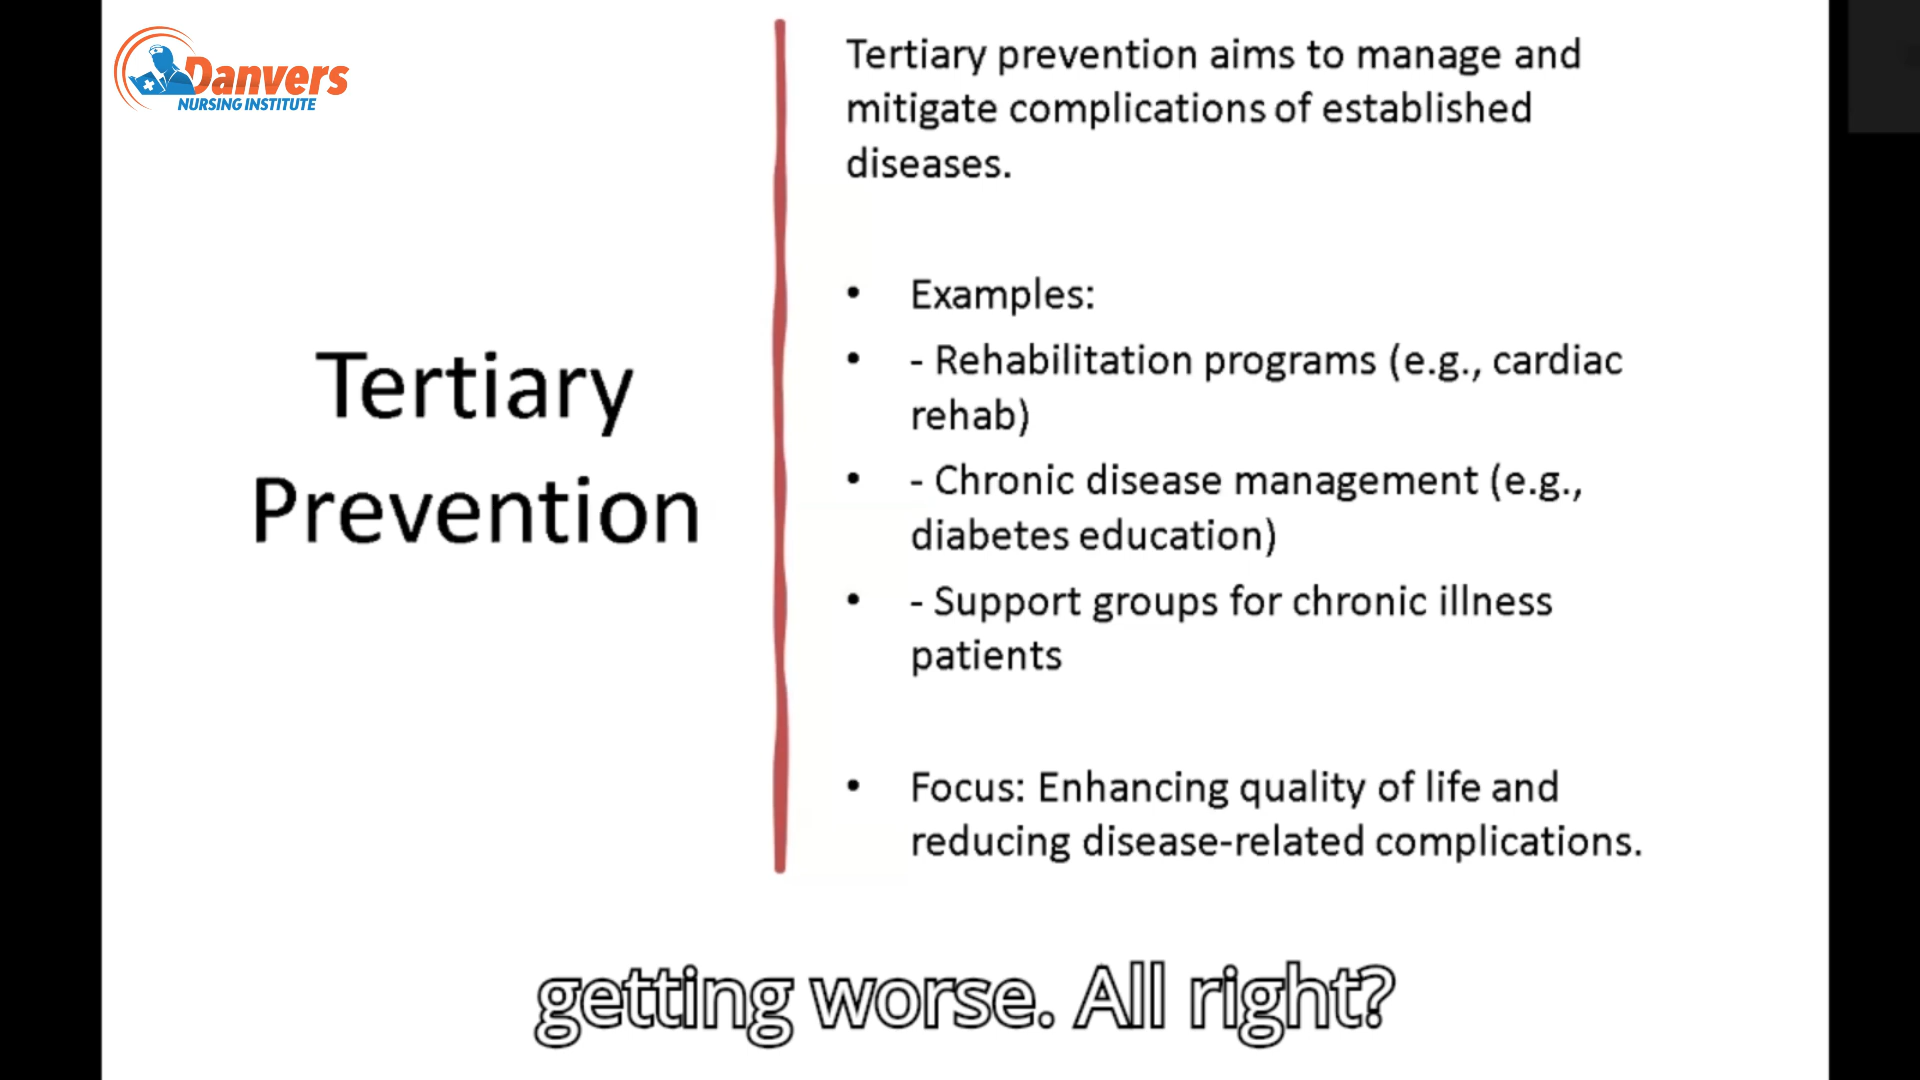 Danvers
NURSING INSTITUTE
Tertiary
Prevention
Tertiary prevention aims to manage and
mitigate complications of established
diseases.
• Examples:
• - Rehabilitation programs (e.g., cardiac
rehab)
• - Chronic disease management (e.g.,
diabetes education)
• - Support groups for chronic illness
patients
• Focus: Enhancing quality of life and
reducing disease-related complications.
getting worse. All right?